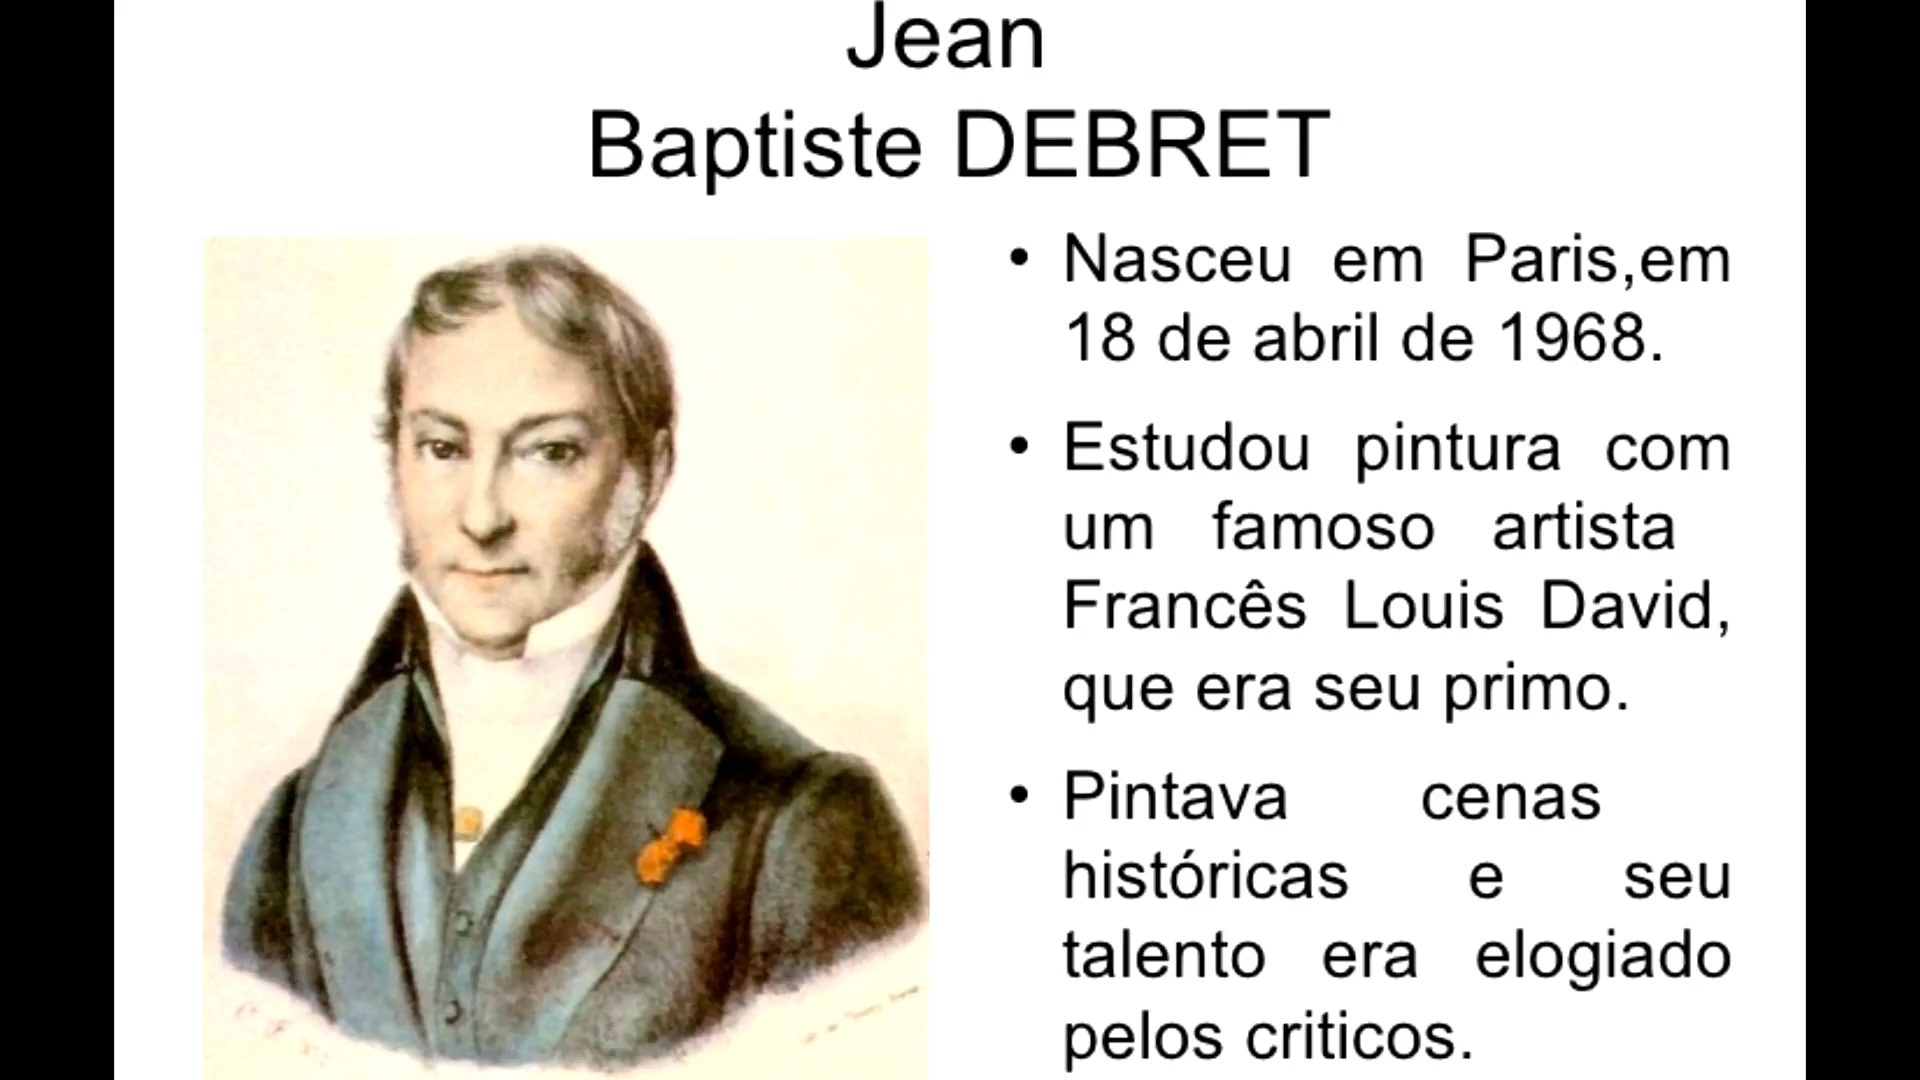 Jean
Baptiste DEBRET
• Nasceu em Paris,em
18 de abril de 1968.
• Estudou pintura com
um famoso artista
Francês Louis David,
que era seu primo.
• Pintava cenas
históricas e seu
talento era elogiado
pelos criticos.